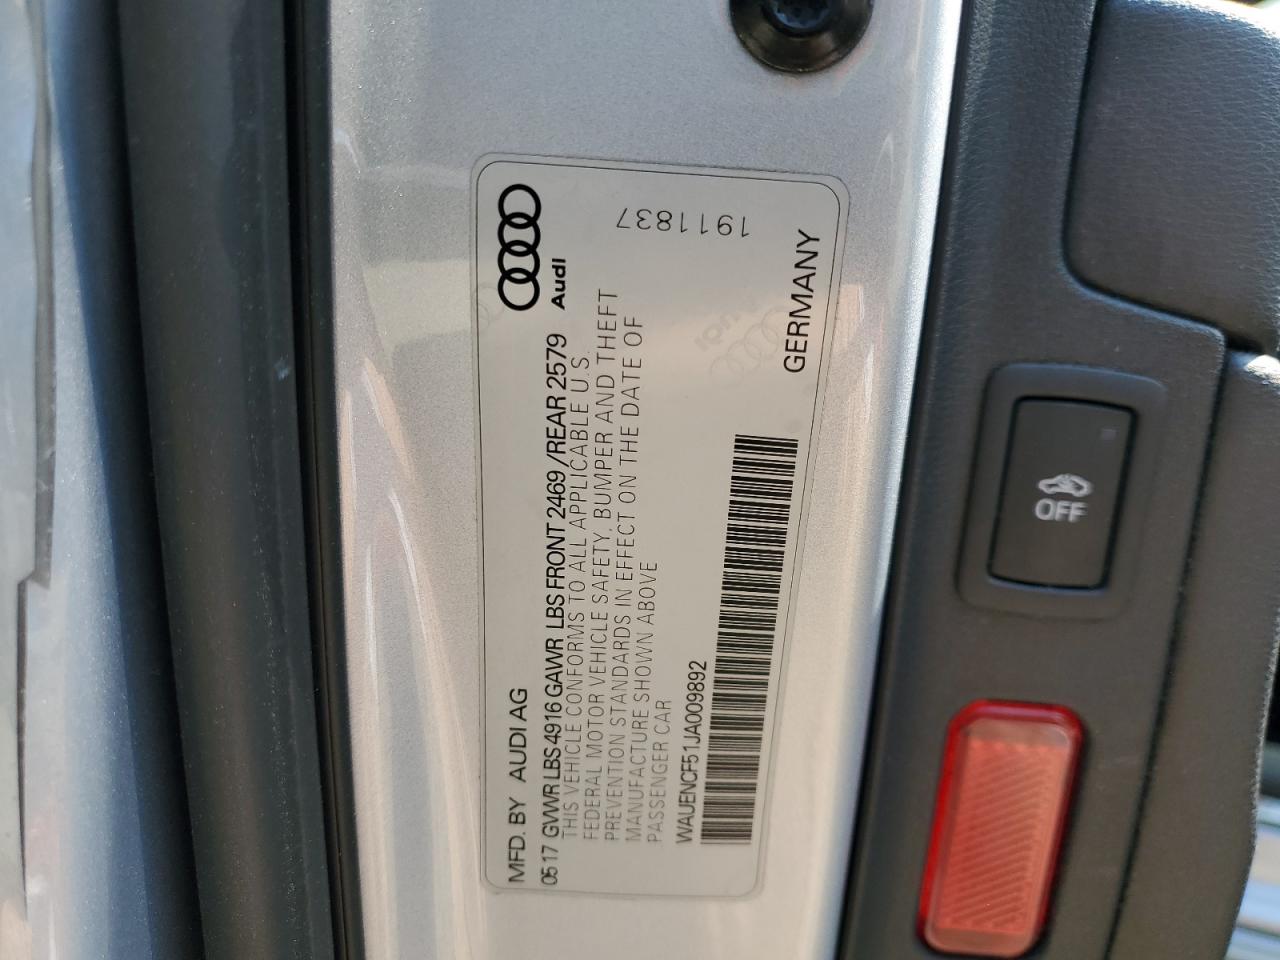 Audi
1911837
MFD. BY AUDI AG
0517 GVWR LBS 4916 GAWR LBS FRONT 2469 /REAR 2579
THIS VEHICLE CONFORMS TO ALL APPLICABLE U.S.
FEDERAL MOTOR VEHICLE SAFETY, BUMPER AND THEFT
PREVENTION STANDARDS IN EFFECT ON THE DATE OF
MANUFACTURE SHOWN ABOVE
PASSENGER CAR
WAUENCF51JA009892
GERMANY
Audi
OFF